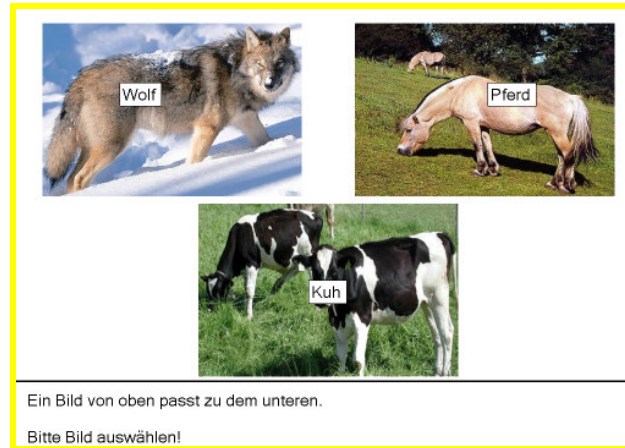 Wolf
Pferd
Kuh
Ein Bild von oben passt zu dem unteren.
Bitte Bild auswählen!